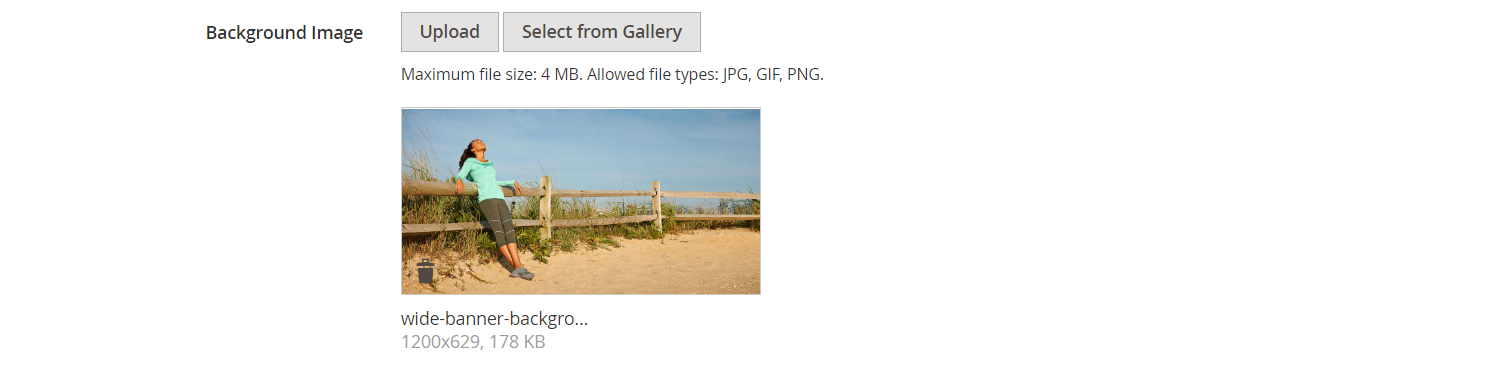 Background Image
Upload
Select from Gallery
Maximum file size: 4 MB. Allowed file types: JPG, GIF, PNG.
wide-banner-backgro...
1200x629, 178 KB